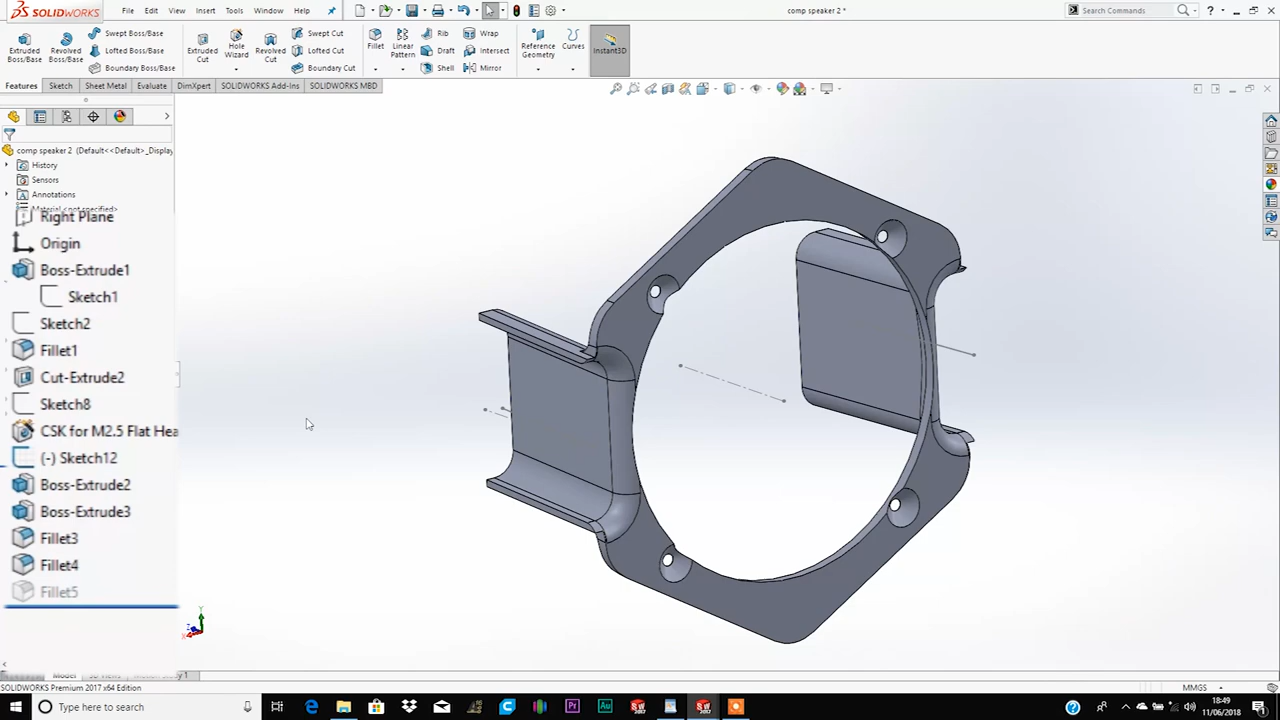 SOLIDWORKS File Edit View Insert Tools Window Help comp speaker 2 * Search Commands
Extruded Boss/Base
Revolved Boss/Base
Swept Boss/Base
Lofted Boss/Base
Boundary Boss/Base
Extruded Cut
Hole Wizard
Revolved Cut
Swept Cut
Lofted Cut
Boundary Cut
Fillet
Linear Pattern
Rib
Draft
Shell
Wrap
Intersect
Mirror
Reference Geometry
Curves
Instant3D
Features Sketch Sheet Metal Evaluate DimXpert SOLIDWORKS Add-Ins SOLIDWORKS MBD
comp speaker 2 (Default<<Default>_Display
History
Sensors
Annotations
Material <not specified>
Right Plane
Origin
Boss-Extrude1
Sketch1
Sketch2
Fillet1
Cut-Extrude2
Sketch8
CSK for M2.5 Flat Hea
(-) Sketch12
Boss-Extrude2
Boss-Extrude3
Fillet3
Fillet4
Fillet5
Y
X
Z
Model
SOLIDWORKS Premium 2017 x64 Edition MMGS
Type here to search
18:49
11/06/2018